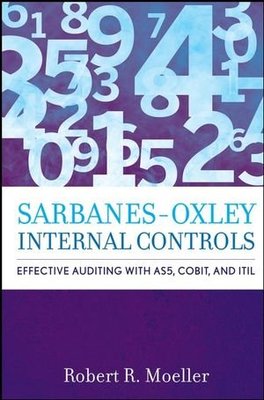 SARBANES-OXLEY
INTERNAL CONTROLS
EFFECTIVE AUDITING WITH AS5, COBIT, AND ITIL
Robert R. Moeller